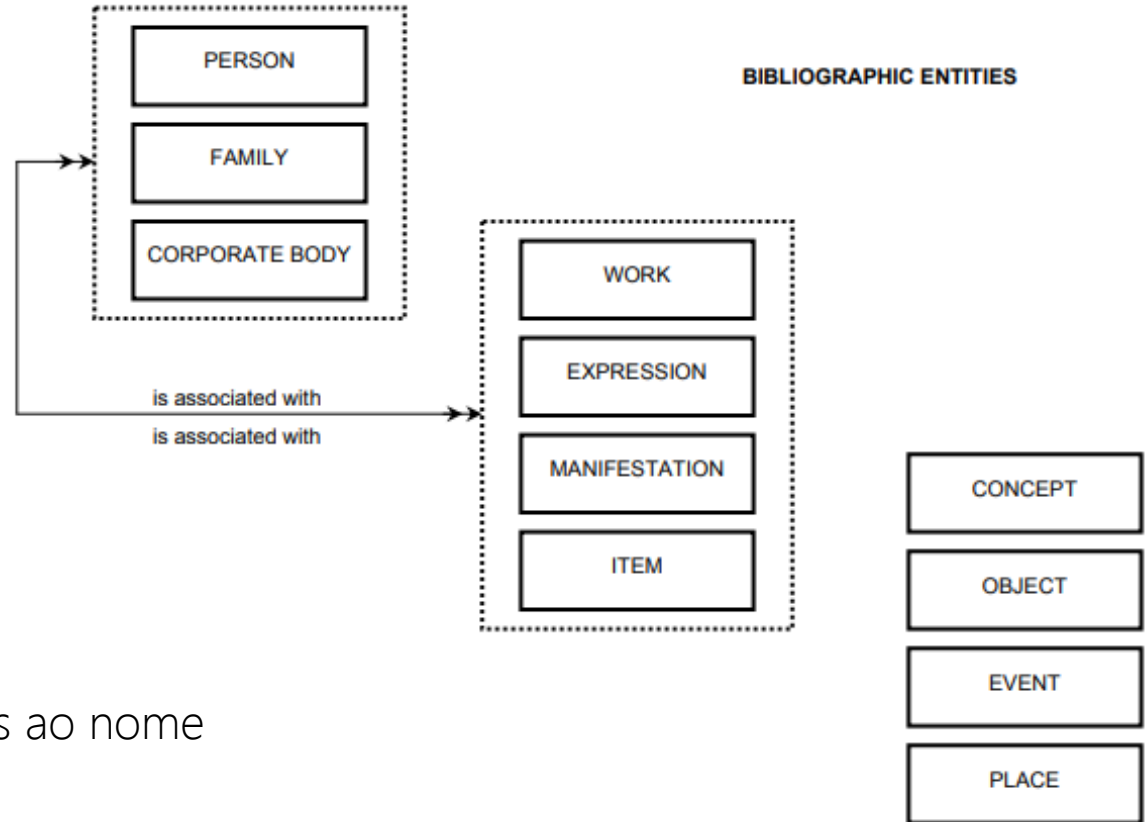 PERSON
BIBLIOGRAPHIC ENTITIES
FAMILY
CORPORATE BODY
WORK
EXPRESSION
is associated with
is associated with
MANIFESTATION
ITEM
CONCEPT
OBJECT
EVENT
PLACE
s ao nome